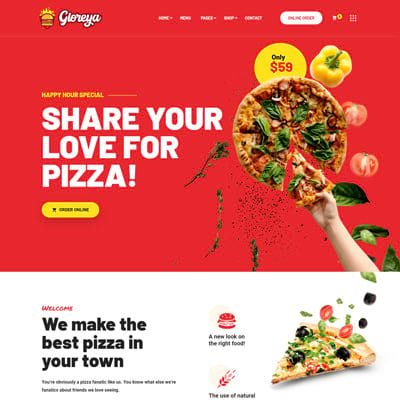 Gloreya
HOME MENU PAGES SHOP CONTACT
ONLINE ORDER
0
Only
$59
HAPPY HOUR SPECIAL
SHARE YOUR
LOVE FOR
PIZZA!
ORDER ONLINE
Welcome
We make the
best pizza in
your town
You're obviously a pizza fanatic like us. You know what else we're
fanatics about friends we love seeing.
A new look on
the right food!
The use of natural